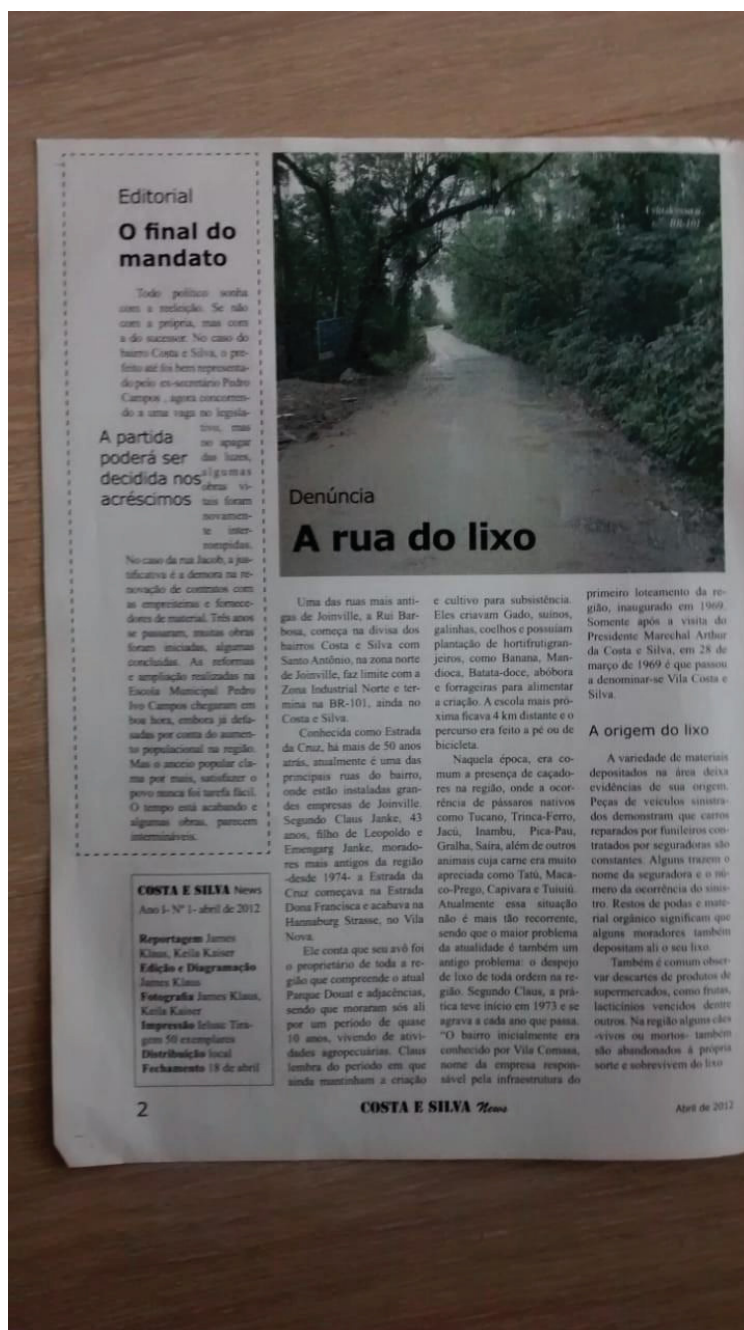 Editorial
O final do
mandato
Todo político sonha
com a reeleição. Se não
com a própria, mas com
a do sucessor. No caso do
bairro Costa e Silva, o pre-
feito até foi bem representa-
do pelo ex-secretário Pedro
Campos , agora concorren-
do a uma vaga no legisla-
tivo, mas
no apagar
das luzes,
algumas
obras vi-
tais foram
novamen-
te inter-
rompidas.
A partida
poderá ser
decidida nos
acréscimos
No caso da rua Jacob, a jus-
tificativa é a demora na re-
novação de contratos com
as empreiteiras e fornece-
dores de material. Três anos
se passaram, muitas obras
foram iniciadas, algumas
concluídas. As reformas
e ampliação realizadas na
Escola Municipal Pedro
Ivo Campos chegaram em
boa hora, embora já defa-
sadas por conta do aumen-
to populacional na região.
Mas o anceio popular cla-
ma por mais, satisfazer o
povo nunca foi tarefa fácil.
O tempo está acabando e
algumas obras, parecem
intermináveis.
COSTA E SILVA News
Ano I- Nº 1- abril de 2012
Reportagem James
Klaus, Keila Kaiser
Edição e Diagramação
James Klaus
Fotografia James Klaus,
Keila Kaiser
Impressão Ielusc Tira-
gem 50 exemplares
Distribuição local
Fechamento 18 de abril
BR-101
Denúncia
A rua do lixo
Uma das ruas mais anti-
gas de Joinville, a Rui Bar-
bosa, começa na divisa dos
bairros Costa e Silva com
Santo Antônio, na zona norte
de Joinville, faz limite com a
Zona Industrial Norte e ter-
mina na BR-101, ainda no
Costa e Silva.
Conhecida como Estrada
da Cruz, há mais de 50 anos
atrás, atualmente é uma das
principais ruas do bairro,
onde estão instaladas gran-
des empresas de Joinville.
Segundo Claus Janke, 43
anos, filho de Leopoldo e
Emengarg Janke, morado-
res mais antigos da região
-desde 1974- a Estrada da
Cruz começava na Estrada
Dona Francisca e acabava na
Hannaburg Strasse, no Vila
Nova.
Ele conta que seu avô foi
o proprietário de toda a re-
gião que compreende o atual
Parque Douat e adjacências,
sendo que moraram sós ali
por um período de quase
10 anos, vivendo de ativi-
dades agropecuárias. Claus
lembra do período em que
ainda mantinham a criação
e cultivo para subsistência.
Eles criavam Gado, suínos,
galinhas, coelhos e possuíam
plantação de hortifrutigran-
jeiros, como Banana, Man-
dioca, Batata-doce, abóbora
e forrageiras para alimentar
a criação. A escola mais pró-
xima ficava 4 km distante e o
percurso era feito a pé ou de
bicicleta.
Naquela época, era co-
mum a presença de caçado-
res na região, onde a ocor-
rência de pássaros nativos
como Tucano, Trinca-Ferro,
Jacú, Inambu, Pica-Pau,
Gralha, Saíra, além de outros
animais cuja carne era muito
apreciada como Tatú, Maca-
co-Prego, Capivara e Tuiuiú.
Atualmente essa situação
não é mais tão recorrente,
sendo que o maior problema
da atualidade é também um
antigo problema: o despejo
de lixo de toda ordem na re-
gião. Segundo Claus, a prá-
tica teve início em 1973 e se
agrava a cada ano que passa.
"O bairro inicialmente era
conhecido por Vila Comasa,
nome da empresa respon-
sável pela infraestrutura do
primeiro loteamento da re-
gião, inaugurado em 1969.
Somente após a visita do
Presidente Marechal Arthur
da Costa e Silva, em 28 de
março de 1969 é que passou
a denominar-se Vila Costa e
Silva.
A origem do lixo
A variedade de materiais
depositados na área deixa
evidências de sua origem.
Peças de veículos sinistra-
dos demonstram que carros
reparados por funileiros con-
tratados por seguradoras são
constantes. Alguns trazem o
nome da seguradora e o nú-
mero da ocorrência do sinis-
tro. Restos de podas e mate-
rial orgânico significam que
alguns moradores também
depositam ali o seu lixo.
Também é comum obser-
var descartes de produtos de
supermercados, como frutas,
lacticínios vencidos dentre
outros. Na região alguns cães
-vivos ou mortos- também
são abandonados à própria
sorte e sobrevivem do lixo
2
COSTA E SILVA News
Abril de 2012